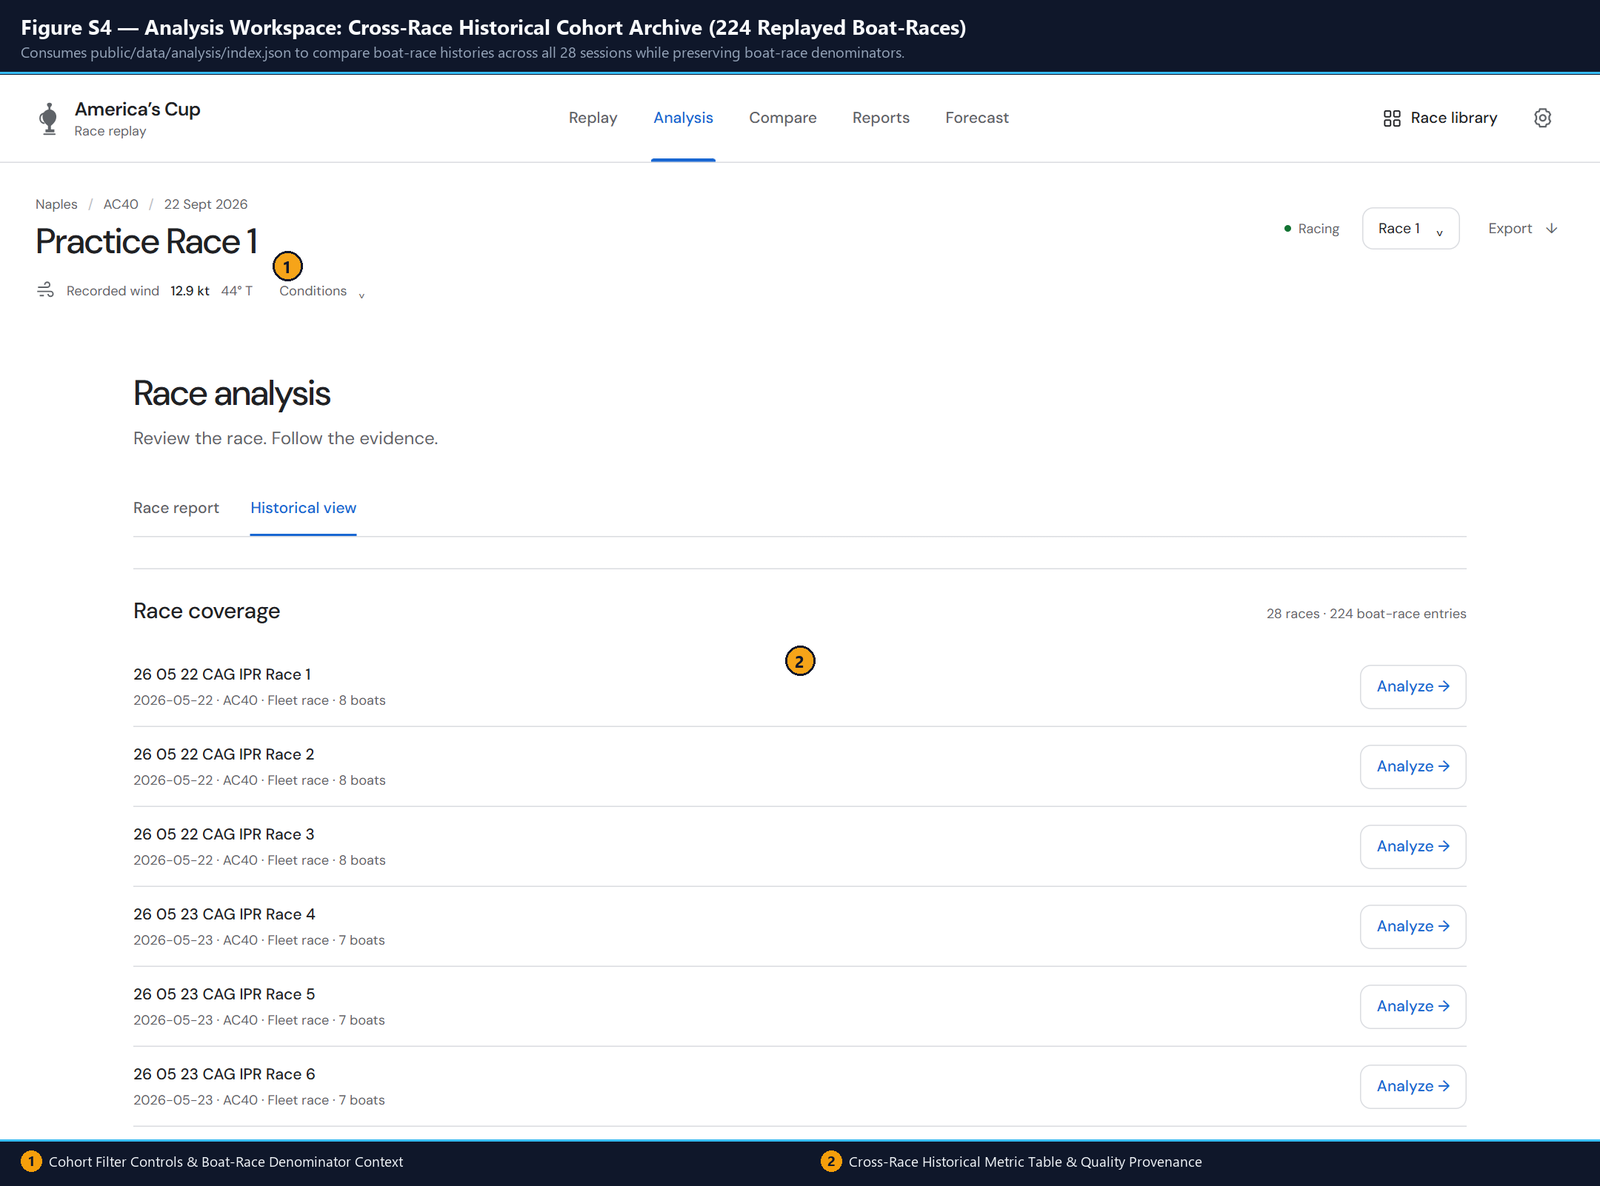 Figure S4 — Analysis Workspace: Cross-Race Historical Cohort Archive (224 Replayed Boat-Races)
Consumes public/data/analysis/index.json to compare boat-race histories across all 28 sessions while preserving boat-race denominators.
America’s Cup
Race replay
Replay Analysis Compare Reports Forecast
Race library
Naples / AC40 / 22 Sept 2026
Practice Race 1
Racing Race 1 Export ↓
1
Recorded wind 12.9 kt 44° T Conditions
Race analysis
Review the race. Follow the evidence.
Race report Historical view
Race coverage
28 races · 224 boat-race entries
2
26 05 22 CAG IPR Race 1
2026-05-22 · AC40 · Fleet race · 8 boats
Analyze →
26 05 22 CAG IPR Race 2
2026-05-22 · AC40 · Fleet race · 8 boats
Analyze →
26 05 22 CAG IPR Race 3
2026-05-22 · AC40 · Fleet race · 8 boats
Analyze →
26 05 23 CAG IPR Race 4
2026-05-23 · AC40 · Fleet race · 7 boats
Analyze →
26 05 23 CAG IPR Race 5
2026-05-23 · AC40 · Fleet race · 7 boats
Analyze →
26 05 23 CAG IPR Race 6
2026-05-23 · AC40 · Fleet race · 7 boats
Analyze →
1 Cohort Filter Controls & Boat-Race Denominator Context
2 Cross-Race Historical Metric Table & Quality Provenance